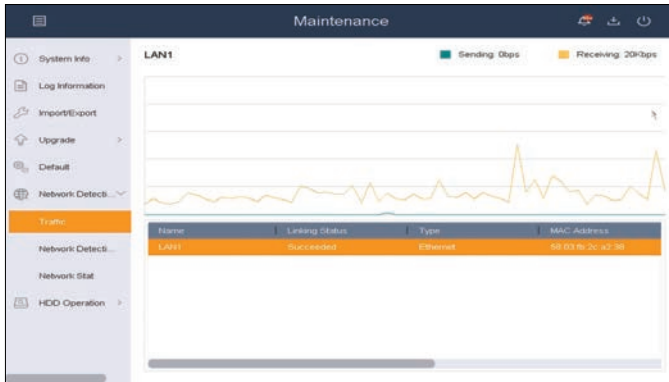 Maintenance
System Info
Log Information
Import/Export
Upgrade
Default
Network Detecti...
Traffic
Network Detecti...
Network Stat
HDD Operation
LAN1
Sending: 0bps
Receiving: 20Kbps
Name Linking Status Type MAC Address
LAN1 Succeeded Ethernet